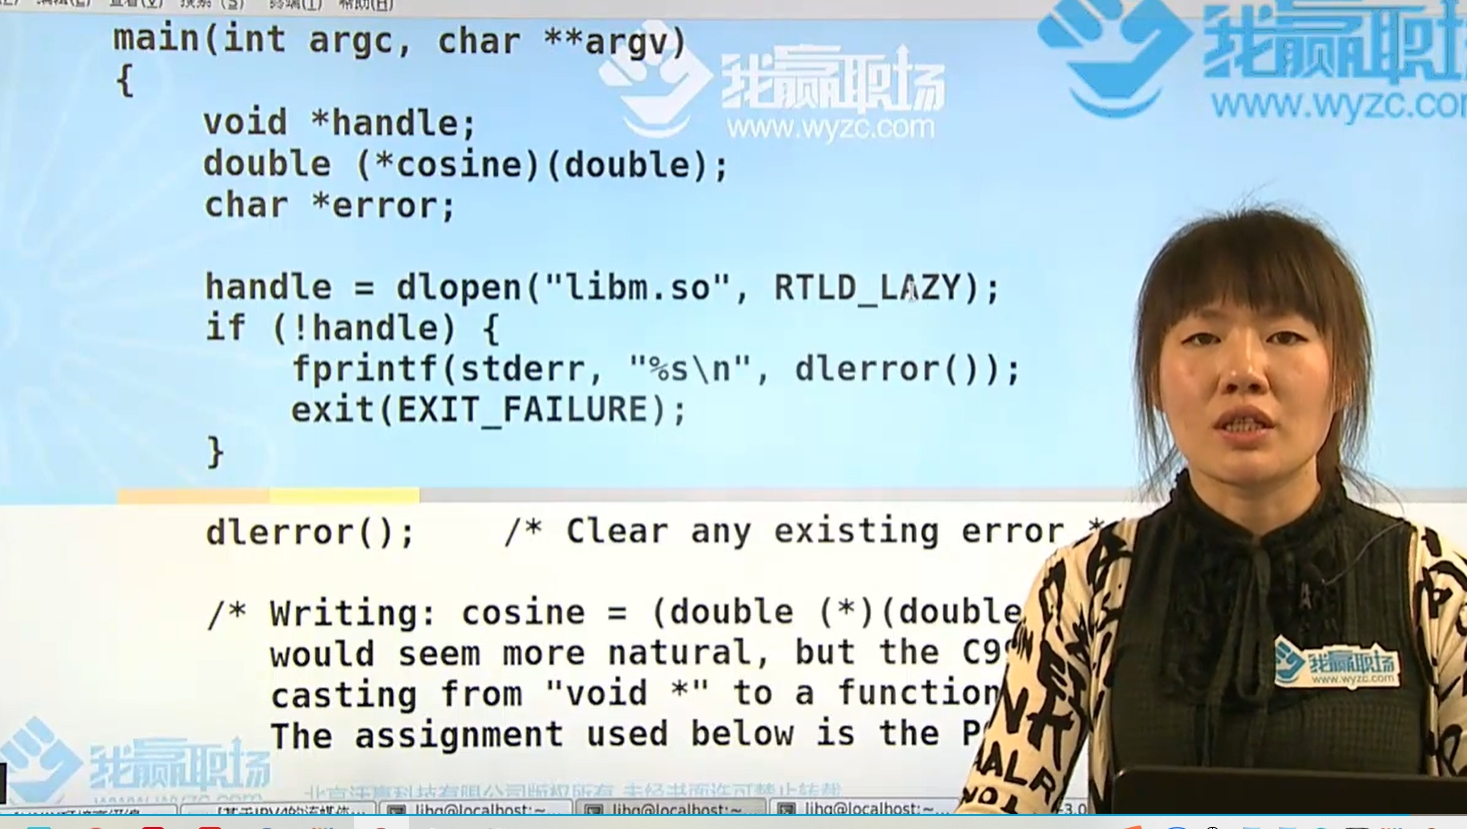 main(int argc, char **argv)
{
void *handle;
double (*cosine)(double);
char *error;
handle = dlopen("libm.so", RTLD_LAZY);
if (!handle) {
fprintf(stderr, "%s\n", dlerror());
exit(EXIT_FAILURE);
}
dlerror(); /* Clear any existing error
/* Writing: cosine = (double (*)(double
would seem more natural, but the C9
casting from "void *" to a function
The assignment used below is the P
我赢职场
www.wyzc.com
我赢职场
www.wyzc.co
我赢职场
www.wyzc.com
我赢职场
北京沃赢科技有限公司版权所有 未经书面许可禁止转载
libg@localhost:~
libg@localhost:~
libg@localhost:~